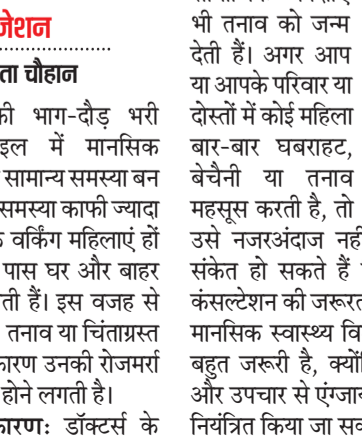 जेशन
ता चौहान
की भाग-दौड़ भरी
इल में मानसिक
सामान्य समस्या बन
समस्या काफी ज्यादा
वर्किंग महिलाएं हों
पास घर और बाहर
ती हैं। इस वजह से
तनाव या चिंताग्रस्त
कारण उनकी रोजमर्रा
होने लगती है।
कारण: डॉक्टर्स के
भी तनाव को जन्म
देती हैं। अगर आप
या आपके परिवार या
दोस्तों में कोई महिला
बार-बार घबराहट,
बेचैनी या तनाव
महसूस करती है, तो
उसे नजरअंदाज नहीं
संकेत हो सकते हैं
कंसल्टेशन की जरूरत
मानसिक स्वास्थ्य वि
बहुत जरूरी है, क्यों
और उपचार से एंग्जा
नियंत्रित किया जा सक